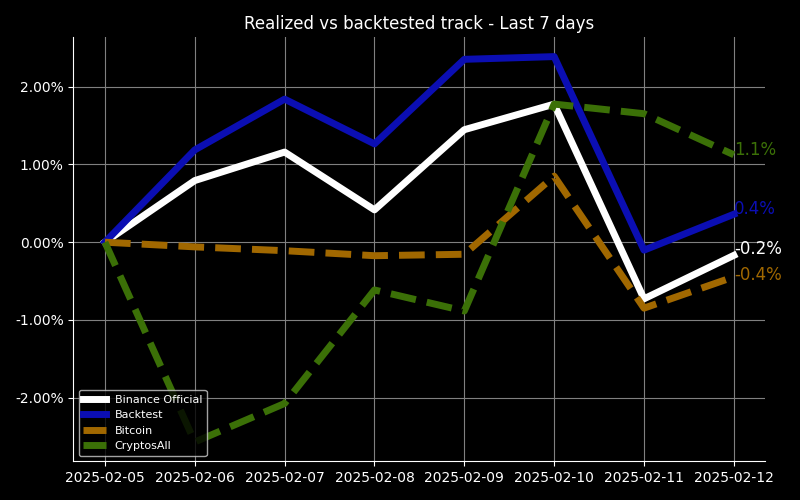 Realized vs backtested track - Last 7 days
2.00%
1.00%
0.00%
-1.00%
-2.00%
1.1%
0.4%
-0.2%
-0.4%
Binance Official
Backtest
Bitcoin
CryptosAll
2025-02-05 2025-02-06 2025-02-07 2025-02-08 2025-02-09 2025-02-10 2025-02-11 2025-02-12